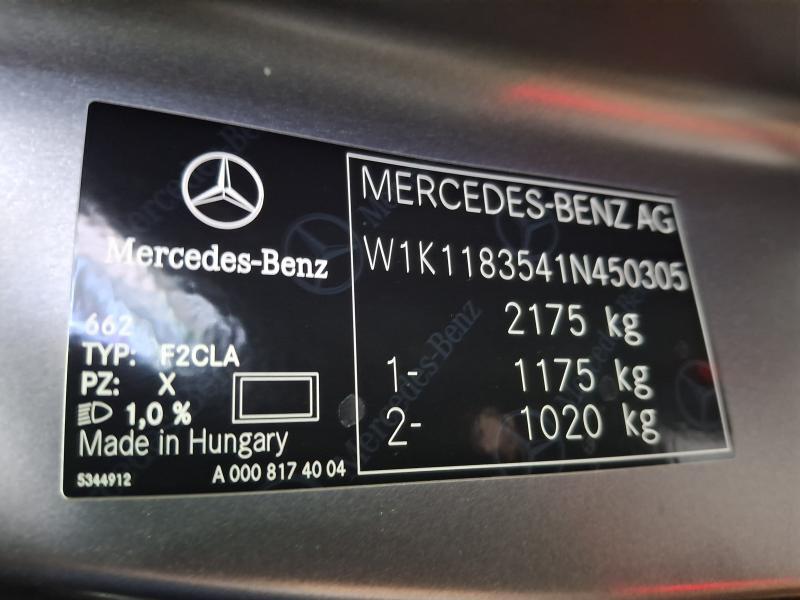 Mercedes-Benz
662
TYP: F2CLA
PZ: X
1,0 %
Made in Hungary
S344912
A 000 817 40 04
MERCEDES-BENZ AG
W1K1183541N450305
2175 kg
1- 1175 kg
2- 1020 kg